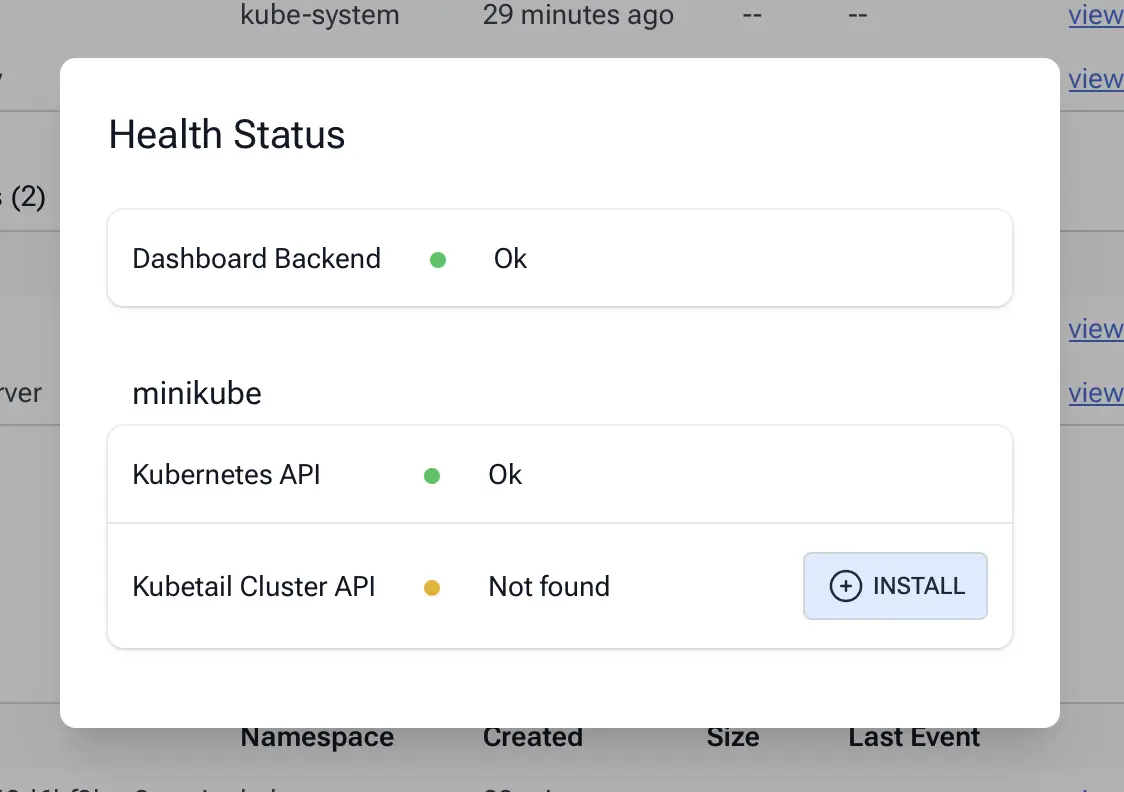 kube-system 29 minutes ago -- -- view
view
Health Status
(2)
Dashboard Backend Ok
view
minikube
rver view
Kubernetes API Ok
Kubetail Cluster API Not found INSTALL
Namespace Created Size Last Event